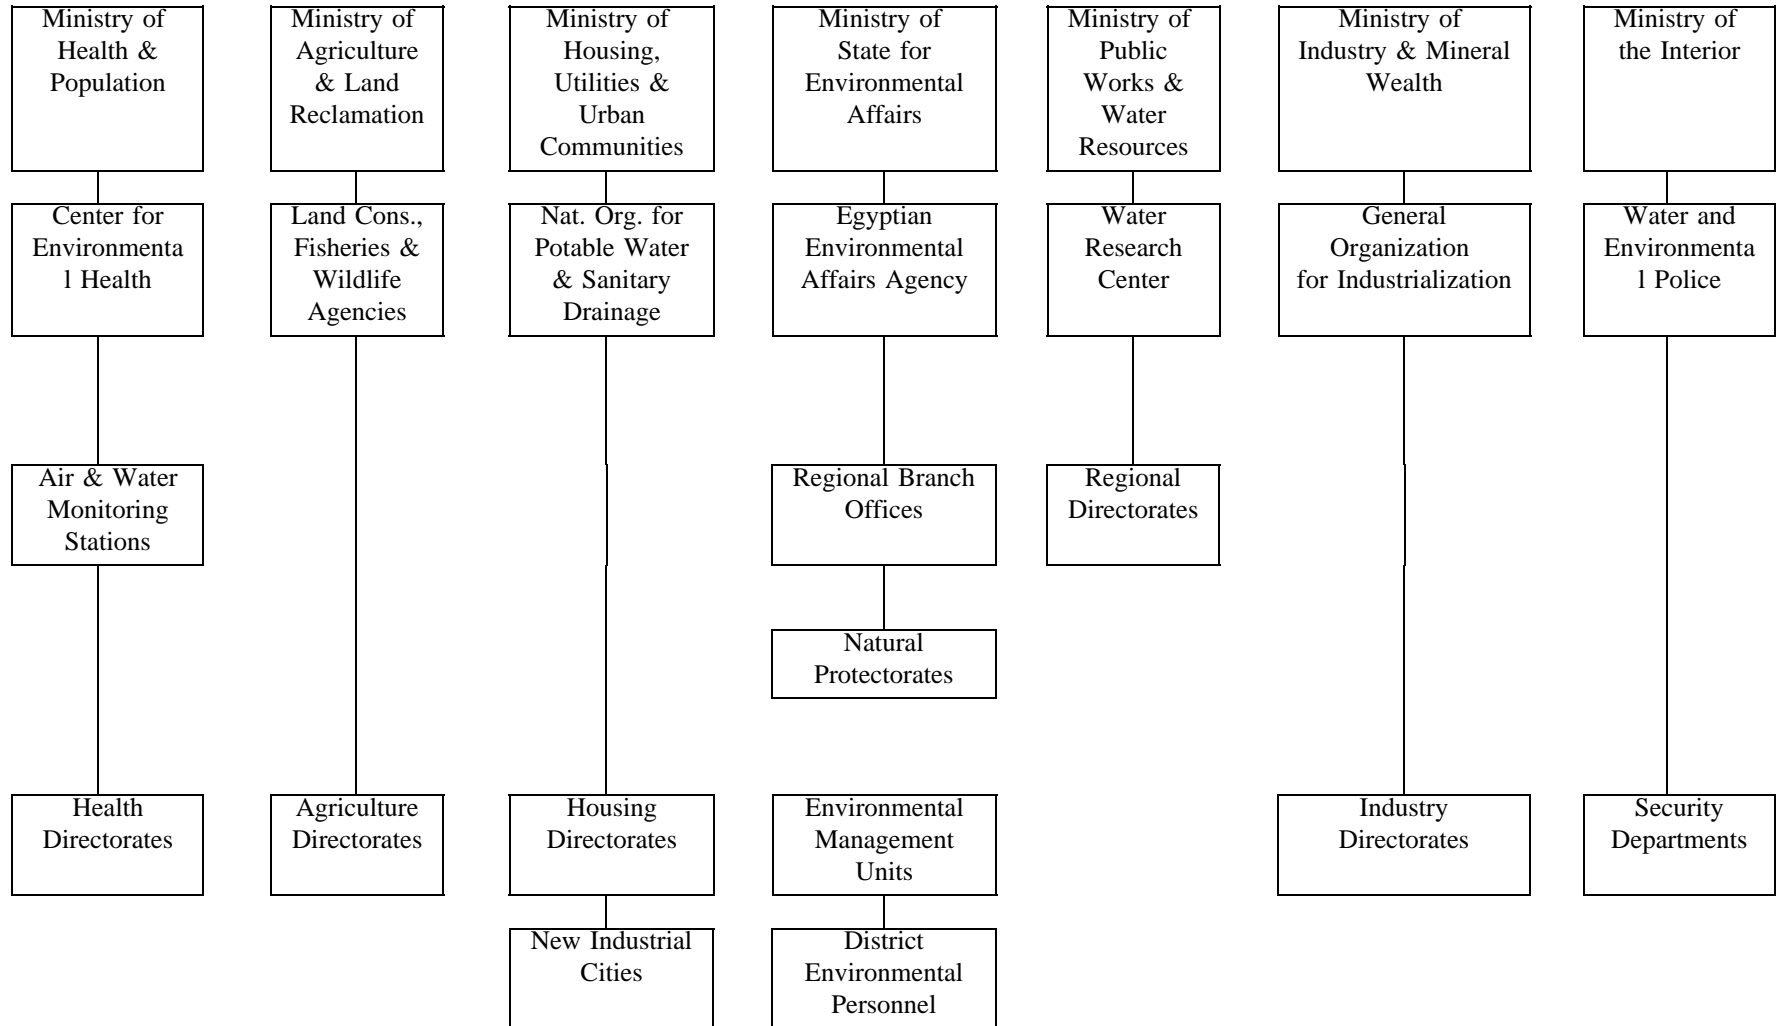 Ministry of
Health &
Population
Ministry of
Agriculture
& Land
Reclamation
Ministry of
Housing,
Utilities &
Urban
Communities
Ministry of
State for
Environmental
Affairs
Ministry of
Public
Works &
Water
Resources
Ministry of
Industry & Mineral
Wealth
Ministry of
the Interior
Center for
Environmenta
l Health
Land Cons.,
Fisheries &
Wildlife
Agencies
Nat. Org. for
Potable Water
& Sanitary
Drainage
Egyptian
Environmental
Affairs Agency
Water
Research
Center
General
Organization
for Industrialization
Water and
Environmenta
l Police
Air & Water
Monitoring
Stations
Regional Branch
Offices
Regional
Directorates
Natural
Protectorates
Health
Directorates
Agriculture
Directorates
Housing
Directorates
Environmental
Management
Units
Industry
Directorates
Security
Departments
New Industrial
Cities
District
Environmental
Personnel